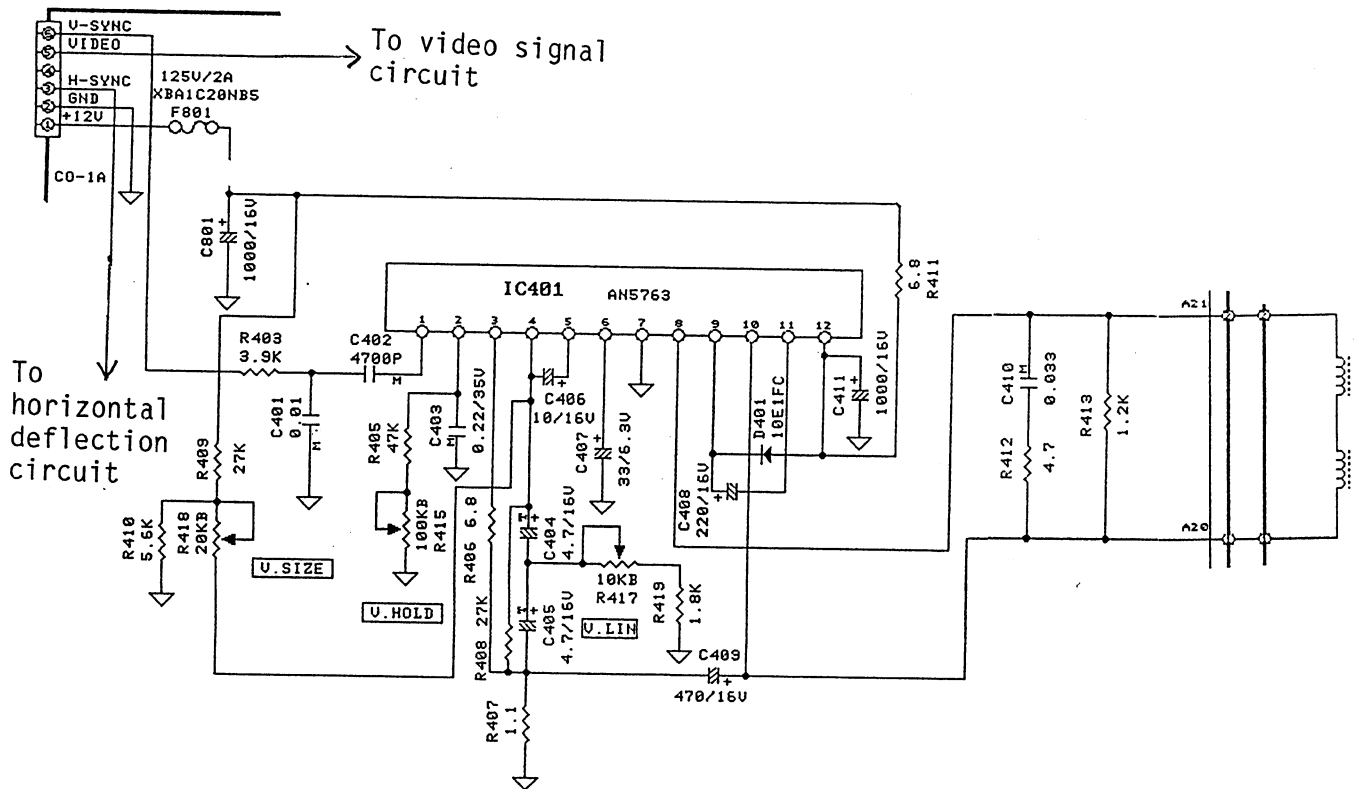 V-SYNC
VIDEO
H-SYNC
GND
+12V
6
5
4
3
2
1
CO-1A
To video signal
circuit
125V/2A
XBA1C20NB5
F801
C801
1000/16V
+
IC401 AN5763
1 2 3 4 5 6 7 8 9 10 11 12
6.8
R411
R403
3.9K
C402
4700P
M
C401
0.01
M
To
horizontal
deflection
circuit
R409
27K
R410
5.6K
R418
20KB
V.SIZE
R405
47K
C403
0.22/35V
M
100KB
R415
V.HOLD
R406 6.8
R408 27K
C406
10/16V
+
C407
33/6.3V
+
C404
4.7/16V
T +
C405
4.7/16V
T +
10KB
R417
V.LIN
R419
1.8K
R407
1.1
C409
470/16V
+
C408
220/16V
+
D401
10E1FC
C411
1000/16V
+
C410
0.033
M
R412
4.7
R413
1.2K
A21
A20